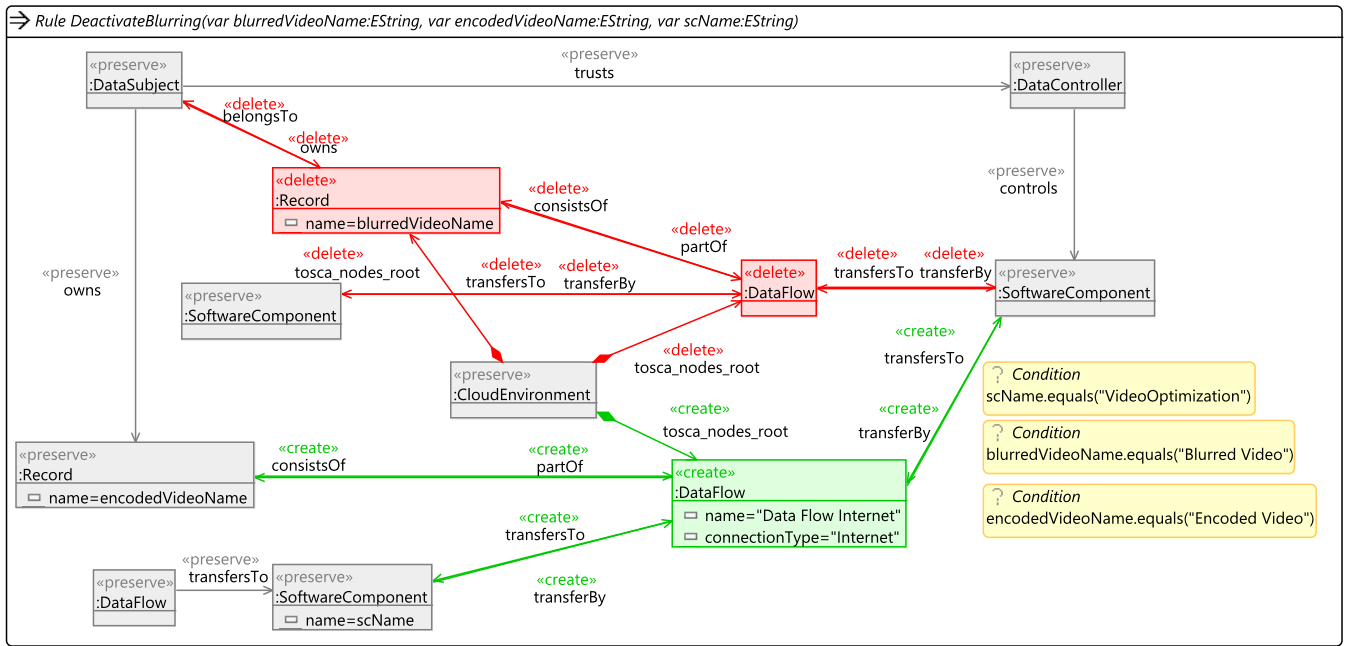 Rule DeactivateBlurring(var blurredVideoName:EString, var encodedVideoName:EString, var scName:EString)
«preserve»
:DataSubject
«preserve»
trusts
«preserve»
:DataController
«delete»
belongsTo
«delete»
owns
«preserve»
controls
«delete»
:Record
name=blurredVideoName
«delete»
consistsOf
«delete»
partOf
«preserve»
owns
«delete»
tosca_nodes_root
«delete»
transfersTo
«delete»
transferBy
«delete»
:DataFlow
«delete»
transfersTo
«delete»
transferBy
«preserve»
:SoftwareComponent
«preserve»
:SoftwareComponent
«delete»
tosca_nodes_root
«preserve»
:CloudEnvironment
«create»
transfersTo
Condition
scName.equals("VideoOptimization")
«create»
tosca_nodes_root
«create»
transferBy
Condition
blurredVideoName.equals("Blurred Video")
«preserve»
:Record
name=encodedVideoName
«create»
consistsOf
«create»
partOf
«create»
:DataFlow
name="Data Flow Internet"
connectionType="Internet"
Condition
encodedVideoName.equals("Encoded Video")
«create»
transfersTo
«preserve»
:DataFlow
«preserve»
transfersTo
«preserve»
:SoftwareComponent
name=scName
«create»
transferBy